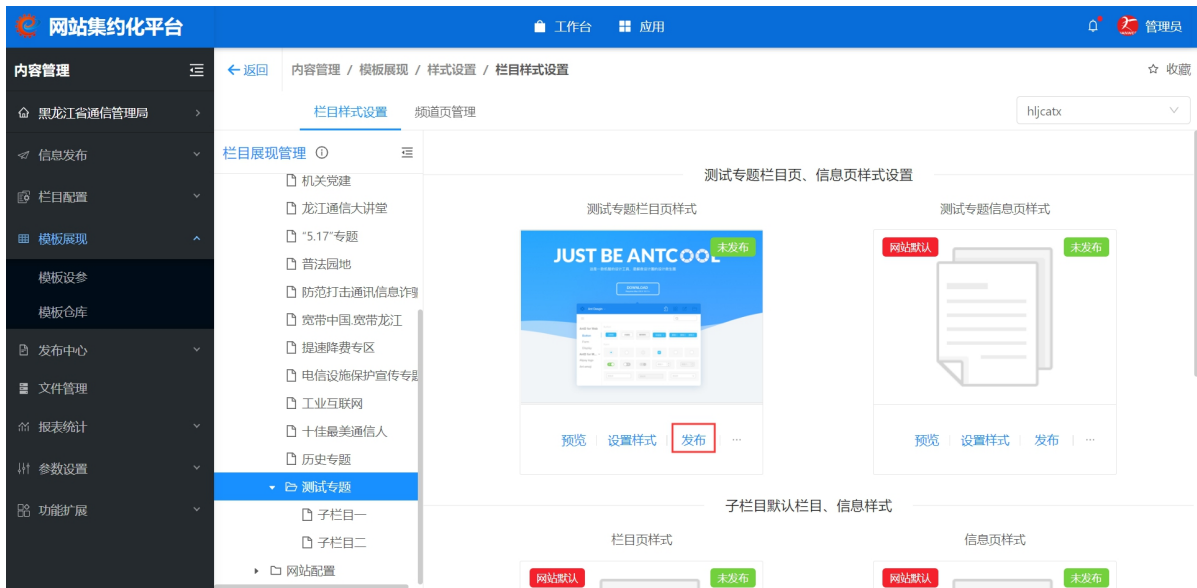 网站集约化平台
工作台
应用
管理员
内容管理
返回
内容管理 / 模板展现 / 样式设置 / 栏目样式设置
收藏
黑龙江省通信管理局
栏目样式设置
频道页管理
hljcatx
信息发布
栏目配置
模板展现
模板设参
模板仓库
发布中心
文件管理
报表统计
参数设置
功能扩展
栏目展现管理
机关党建
龙江通信大讲堂
“5.17”专题
普法园地
防范打击通讯信息诈骗
宽带中国.宽带龙江
提速降费专区
电信设施保护宣传专题
工业互联网
十佳最美通信人
历史专题
测试专题
子栏目一
子栏目二
网站配置
测试专题栏目页、信息页样式设置
测试专题栏目页样式
测试专题信息页样式
未发布
JUST BE ANTCOOL
DOWNLOAD
网站默认
未发布
预览
设置样式
发布
···
预览
设置样式
发布
···
子栏目默认栏目、信息样式
栏目页样式
信息页样式
网站默认
未发布
网站默认
未发布